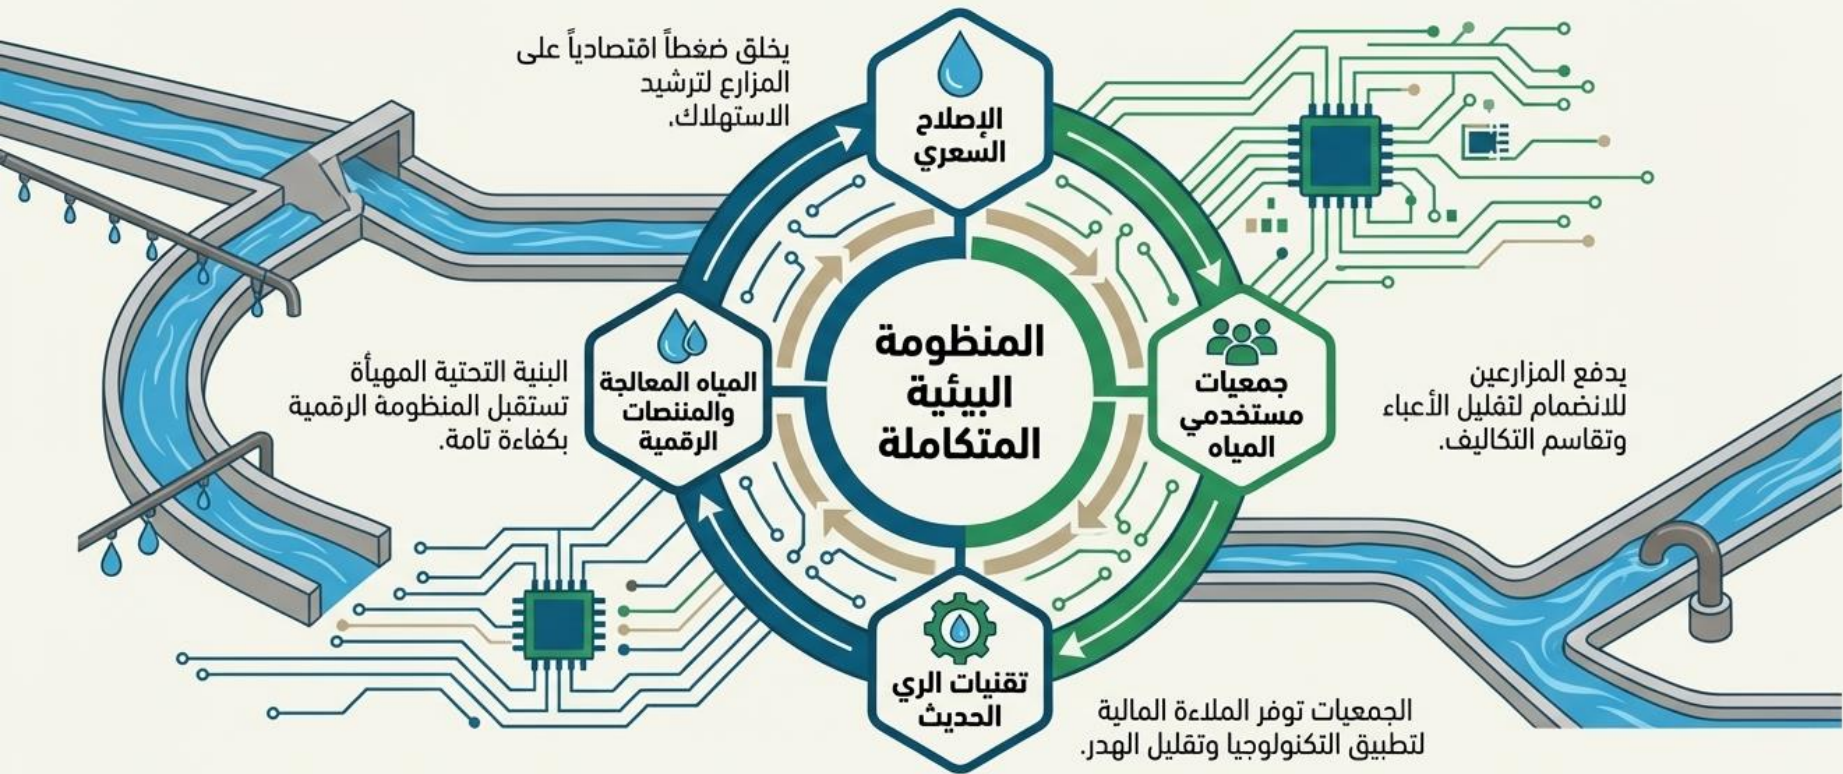 يخلق ضغطاً اقتصادياً على
المزارع لترشيد
الاستهلاك.
الإصلاح
السعري
المنظومة
البيئية
المتكاملة
جمعيات
مستخدمي
المياه
يدفع المزارعين
للانضمام لتقليل الأعباء
وتقاسم التكاليف.
تقنيات الري
الحديث
الجمعيات توفر الملاءة المالية
لتطبيق التكنولوجيا وتقليل الهدر.
المياه المعالجة
والمننصات
الرقمية
البنية التحتية المهيأة
تستقبل المنظومة الرقمية
بكفاءة تامة.